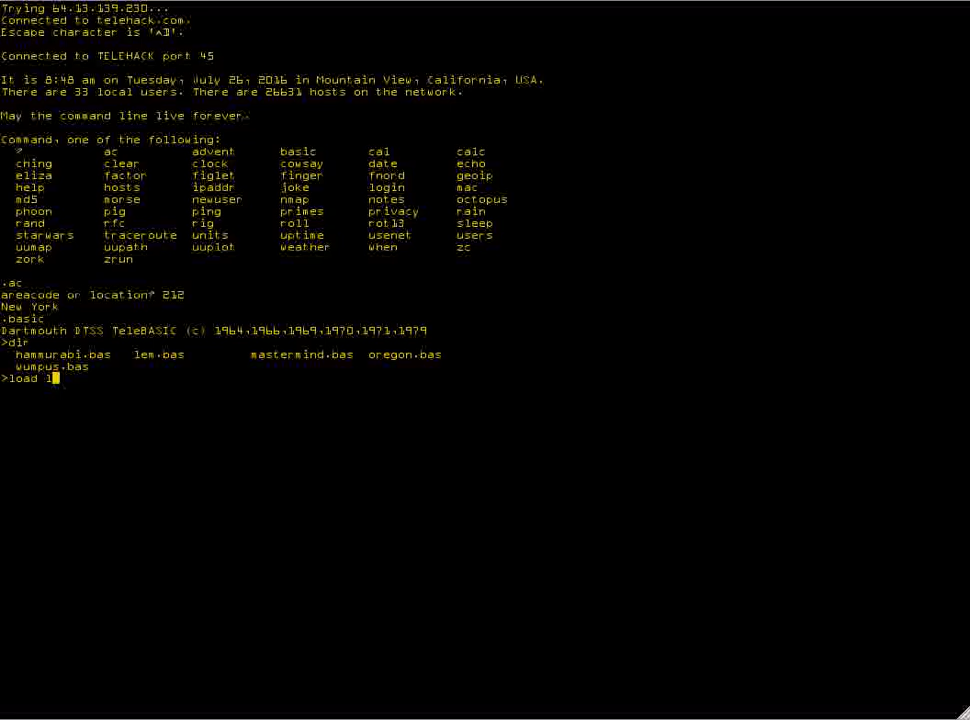 Trying 64.13.139.230...
Connected to telehack.com.
Escape character is '^D'.
Connected to TELEHACK port 45
It is 8:48 am on Tuesday, July 26, 2016 in Mountain View, California, USA.
There are 33 local users. There are 26631 hosts on the network.
May the command line live forever.
Command, one of the following:
? ac advent basic cal calc
ching clear clock cowsay date echo
eliza factor figlet finger fnord geoip
help hosts ipaddr joke login mac
md5 morse newuser nmap notes octopus
phoon pig ping primes privacy rain
rand rfc rig roll rot13 sleep
starwars traceroute units uptime usenet users
uumap uupath uuplot weather when zc
zork zrun
.ac
areacode or location? 212
New York
.basic
Dartmouth DTSS TeleBASIC (c) 1964,1966,1969,1970,1971,1979
>dir
hammurabi.bas lem.bas mastermind.bas oregon.bas
wumpus.bas
>load l